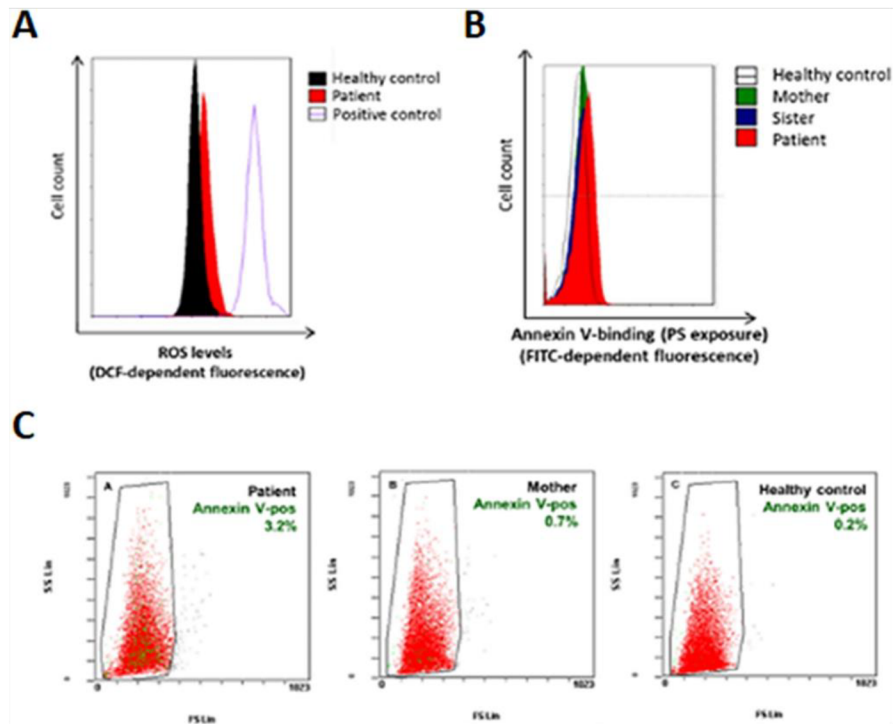 A
Healthy control
Patient
Positive control
Cell count
ROS levels
(DCF-dependent fluorescence)
B
Healthy control
Mother
Sister
Patient
Cell count
Annexin V-binding (PS exposure)
(FITC-dependent fluorescence)
C
A
Patient
Annexin V-pos
3.2%
1023
SS Lin
0
0
1023
FS Lin
B
Mother
Annexin V-pos
0.7%
1023
SS Lin
0
0
1023
FS Lin
C
Healthy control
Annexin V-pos
0.2%
1023
SS Lin
0
0
1023
FS Lin